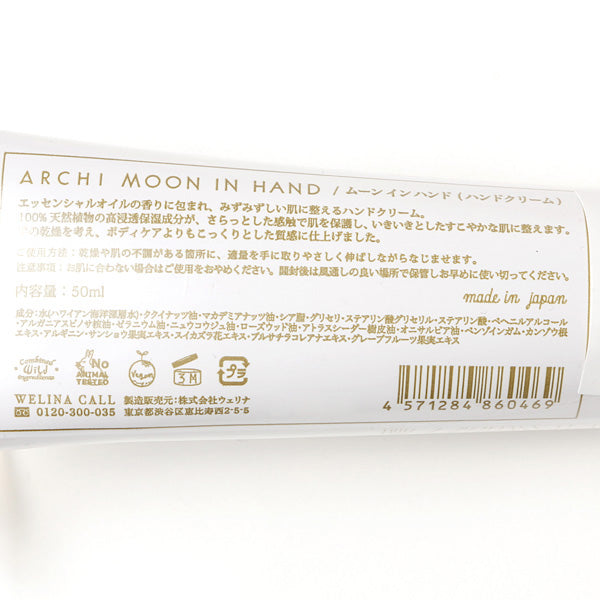 ARCHI MOON IN HAND / ムーン イン ハンド (ハンドクリーム)
エッセンシャルオイルの香りに包まれ、みずみずしい肌に整えるハンドクリーム。
100%天然植物の高浸透保湿成分が、さらっとした感触で肌を保護し、いきいきとしたすこやかな肌に整えます。
の乾燥を考え、ボディケアよりもこっくりとした質感に仕上げました。
ご使用方法：乾燥や肌の不調がある箇所に、適量を手に取りやさしく伸ばしながらなじませます。
注意事項：お肌に合わない場合はご使用をおやめください。開封後は風通しの良い場所で保管しお早めに使い切ってください。
内容量：50ml
made in japan
成分：水(ハワイアン海洋深層水)・ククイナッツ油・マカデミアナッツ油・シア脂・グリセリン・ステアリン酸グリセリル・ステアリン酸・ベヘニルアルコール
・アルガニアスピノサ核油・ゼラニウム油・ニュウコウジュ油・ローズウッド油・アトラスシーダー樹皮油・オニサルビア油・ベンゾインガム・カンゾウ根
エキス・アルギニン・サンショウ果実エキス・スイカズラ花エキス・プルサチラコレアナエキス・グレープフルーツ果実エキス
Combined
Wild
ingredients
No
ANIMAL
TESTED
3M
プラ
WELINA CALL
0120-300-035
製造販売元：株式会社ウェリナ
東京都渋谷区恵比寿西2-5-5
4 571284 860469